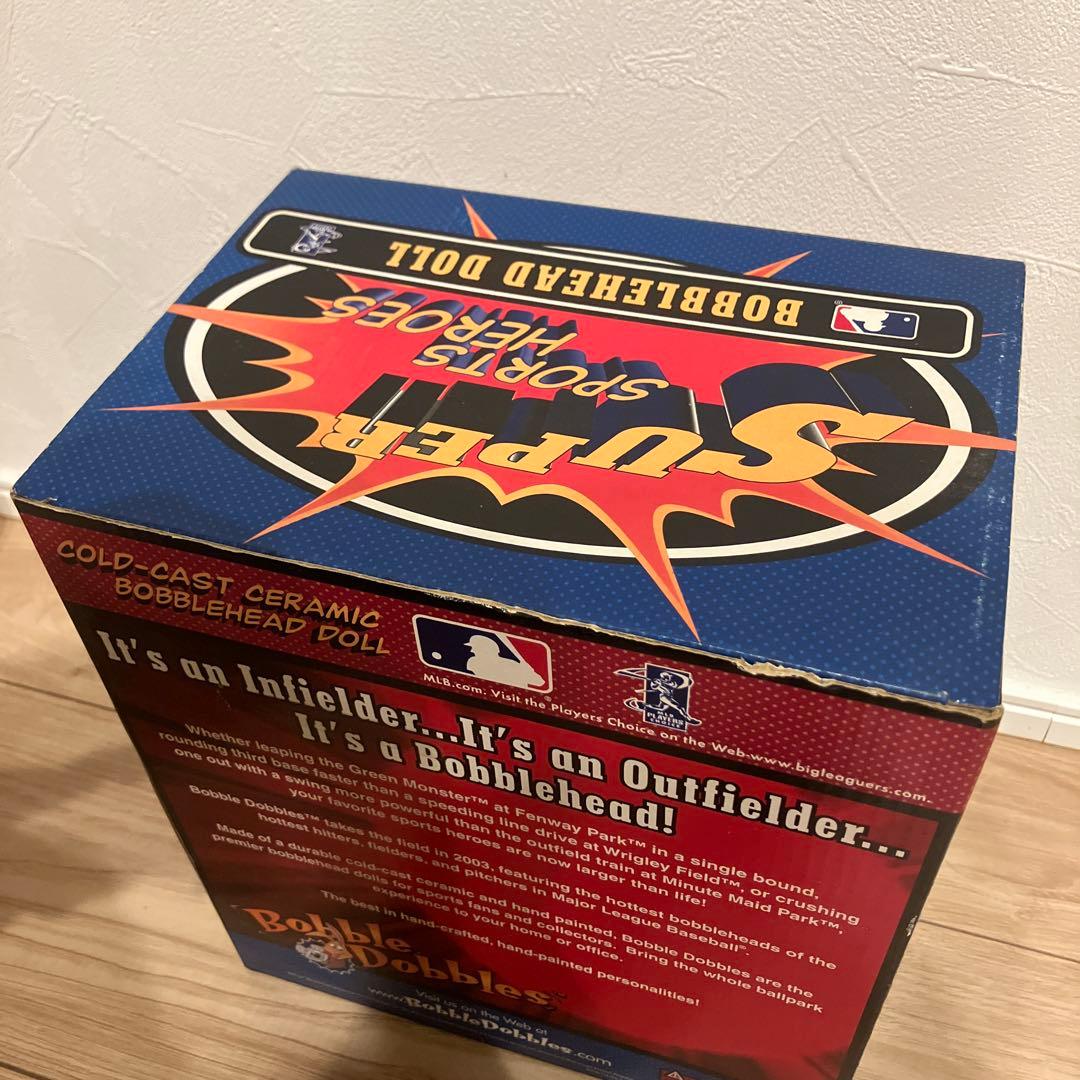 SUPER
SPORTS
HEROES
BOBBLEHEAD DOLL
COLD-CAST CERAMIC
BOBBLEHEAD DOLL
MLB.com: Visit the Players Choice on the Web-www.bigleaguers.com.
MLB
PLAYERS
CHOICE
It's an Infielder...It's an Outfielder...
It's a Bobblehead!
Whether leaping the Green Monster™ at Fenway Park™ in a single bound,
rounding third base faster than a speeding line drive at Wrigley Field™, or crushing
one out with a swing more powerful than the outfield train at Minute Maid Park™,
your favorite sports heroes are now larger than life!
Bobble Dobbles™ takes the field in 2003, featuring the hottest bobbleheads of the
hottest hitters, fielders, and pitchers in Major League Baseball®.
Made of a durable cold-cast ceramic and hand painted, Bobble Dobbles are the
premier bobblehead dolls for sports fans and collectors. Bring the whole ballpark
experience to your home or office.
The best in hand-crafted, hand-painted personalities!
Bobble
Dobbles™
Visit us on the Web at
www.BobbleDobbles.com